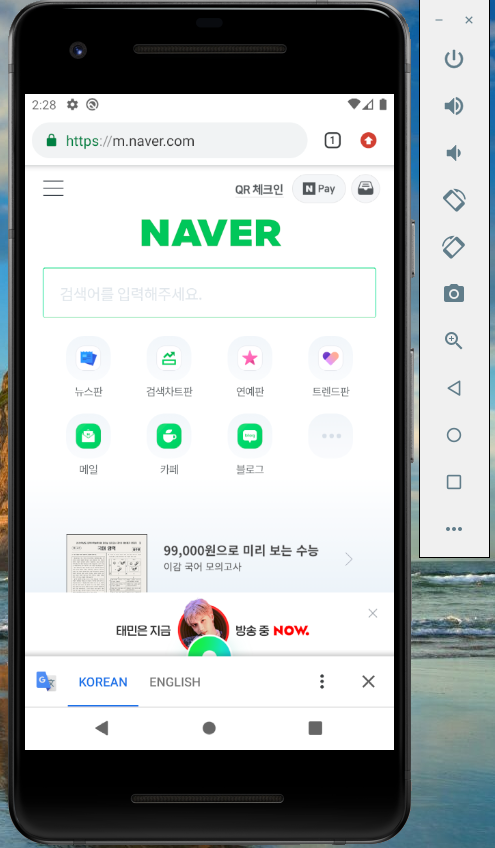 2:28
https://m.naver.com
1
QR 체크인
N Pay
NAVER
검색어를 입력해주세요.
뉴스판
검색차트판
연예판
트렌드판
메일
카페
블로그
99,000원으로 미리 보는 수능
이감 국어 모의고사
태민은 지금
방송 중 NOW.
KOREAN
ENGLISH